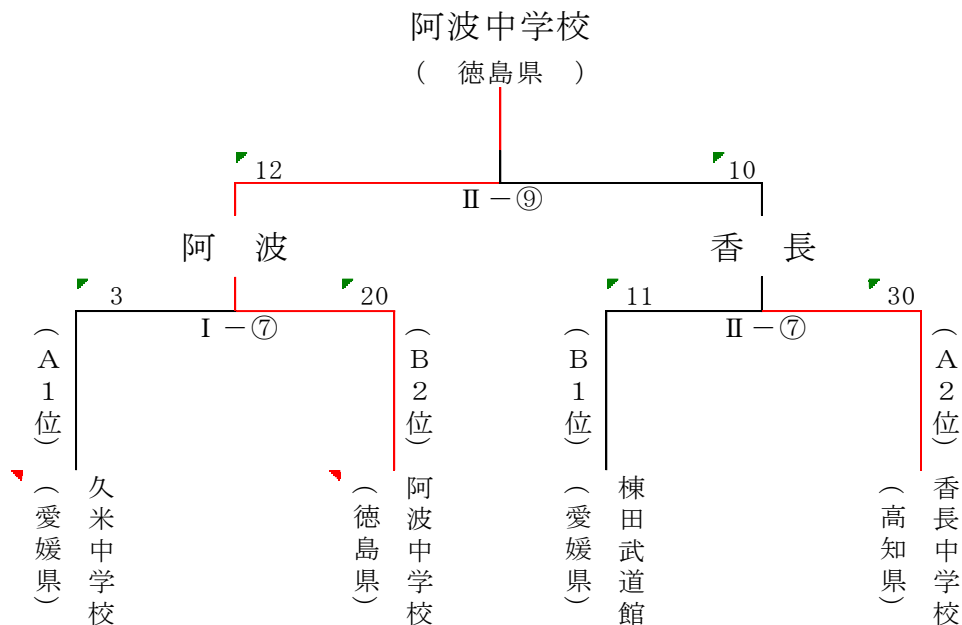 阿波中学校
(　徳島県　)
12
10
Ⅱ－⑨
阿　波
香　長
3
20
11
30
Ⅰ－⑦
Ⅱ－⑦
(A1位)
(B2位)
(B1位)
(A2位)
久米中学校
(愛媛県)
阿波中学校
(徳島県)
棟田武道館
(愛媛県)
香長中学校
(高知県)